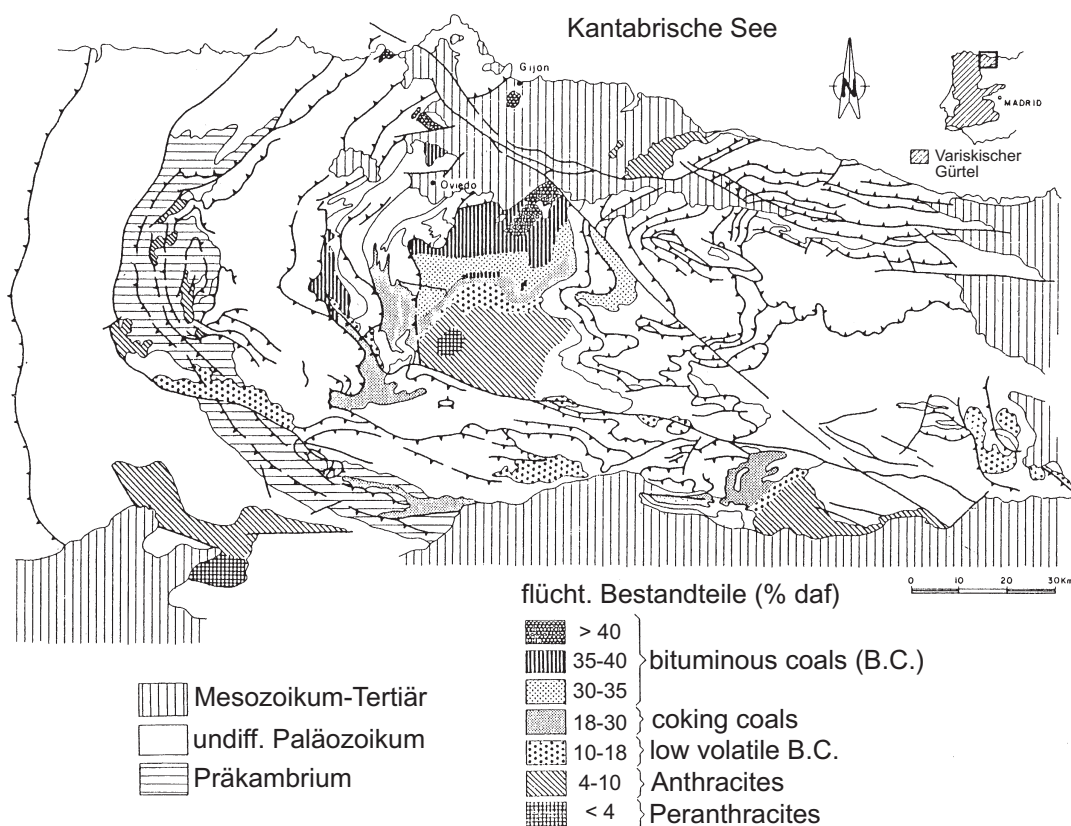 Kantabrische See
Gijon
N
MADRID
Variskischer
Gürtel
Oviedo
0 10 20 30 Km
flücht. Bestandteile (% daf)
> 40
35-40 bituminous coals (B.C.)
30-35
18-30 coking coals
10-18 low volatile B.C.
4-10 Anthracites
< 4 Peranthracites
Mesozoikum-Tertiär
undiff. Paläozoikum
Präkambrium